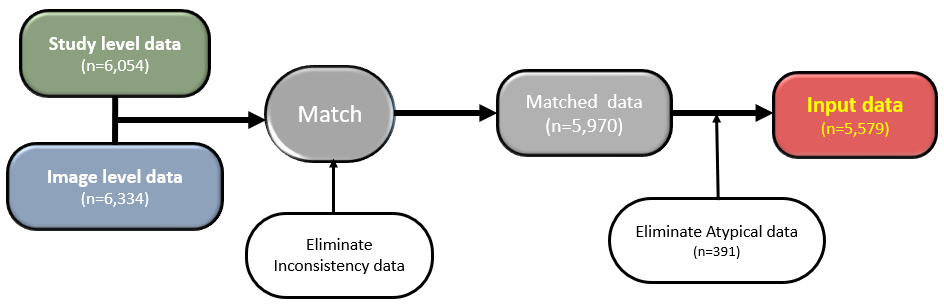 Study level data
(n=6,054)
Image level data
(n=6,334)
Match
Eliminate
Inconsistency data
Matched data
(n=5,970)
Eliminate Atypical data
(n=391)
Input data
(n=5,579)